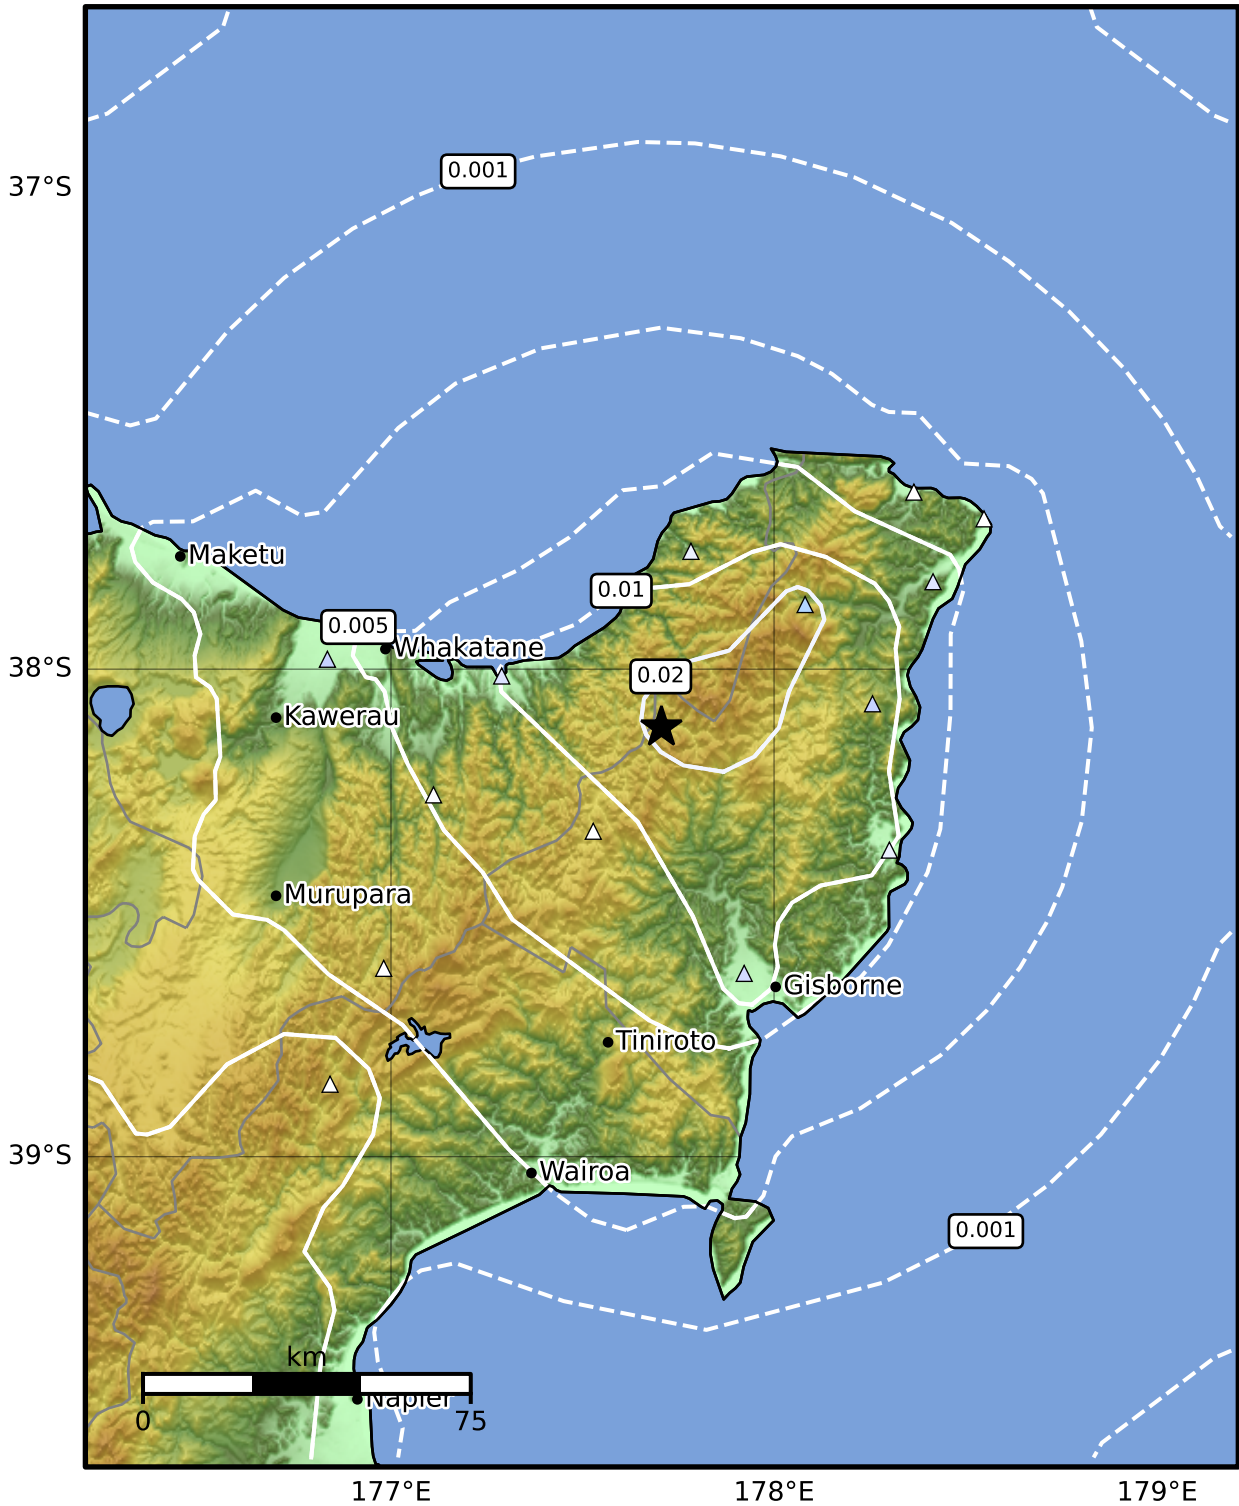 0.001
37°S
Maketu
0.01
0.005
Whakatane
38°S
0.02
Kawerau
Murupara
Gisborne
Tiniroto
39°S
Wairoa
0.001
km
Napier
0
75
177°E
178°E
179°E